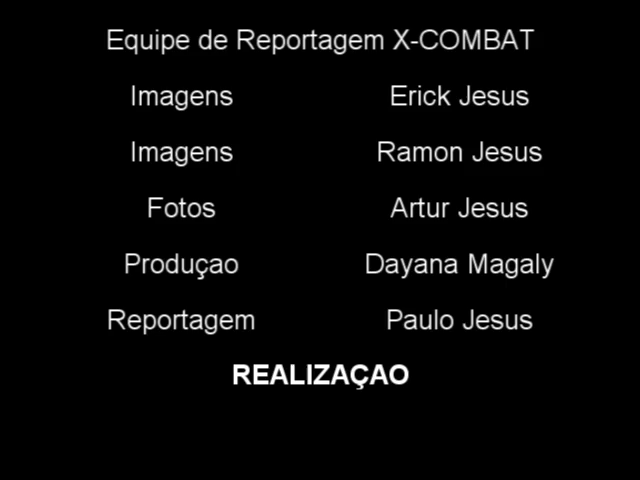 Equipe de Reportagem X-COMBAT
Imagens Erick Jesus
Imagens Ramon Jesus
Fotos Artur Jesus
Produçao Dayana Magaly
Reportagem Paulo Jesus
REALIZAÇAO